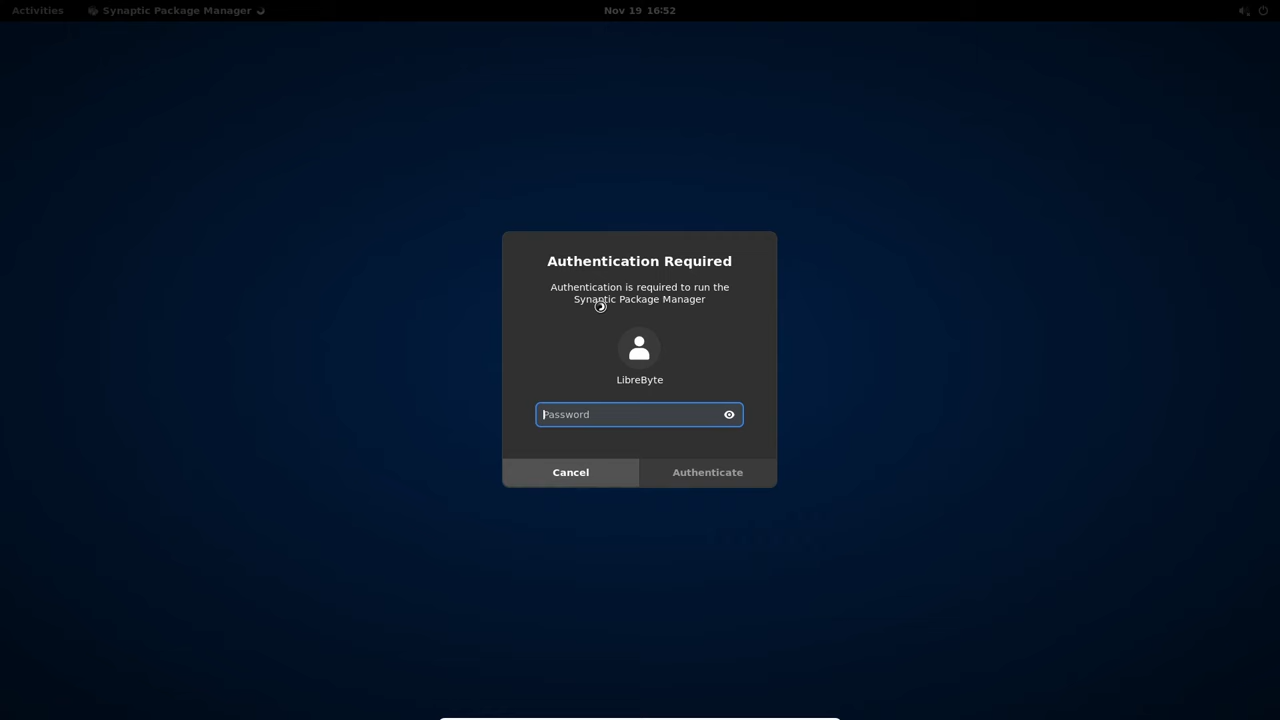 Activities
Synaptic Package Manager
Nov 19 16:52
Authentication Required
Authentication is required to run the
Synaptic Package Manager
LibreByte
Password
Cancel
Authenticate